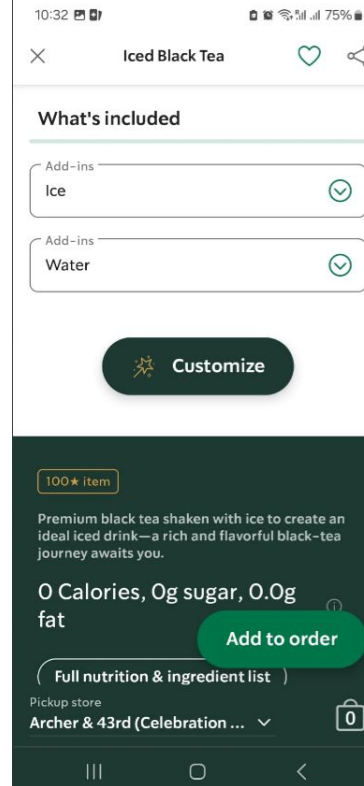 10:32
75%
Iced Black Tea
What's included
Add-ins
Ice
Add-ins
Water
Customize
100★ item
Premium black tea shaken with ice to create an
ideal iced drink—a rich and flavorful black-tea
journey awaits you.
0 Calories, 0g sugar, 0.0g
fat
Add to order
Full nutrition & ingredient list
Pickup store
Archer & 43rd (Celebration ...
0